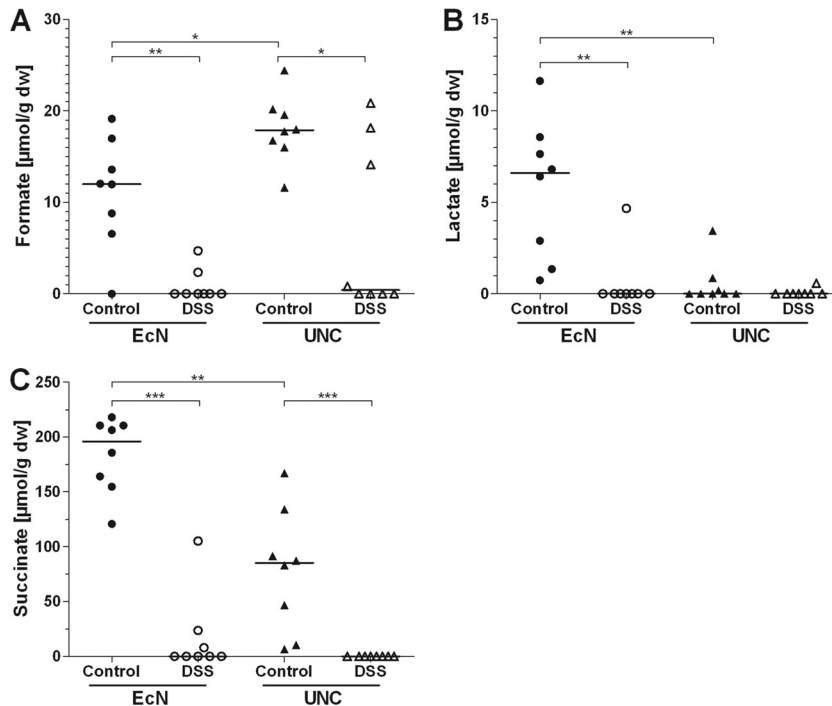 A
Formate [µmol/g dw]
30
20
10
0
*
**
*
Control DSS Control DSS
EcN UNC
B
Lactate [µmol/g dw]
15
10
5
0
**
**
Control DSS Control DSS
EcN UNC
C
Succinate [µmol/g dw]
250
200
150
100
50
0
**
***
***
Control DSS Control DSS
EcN UNC